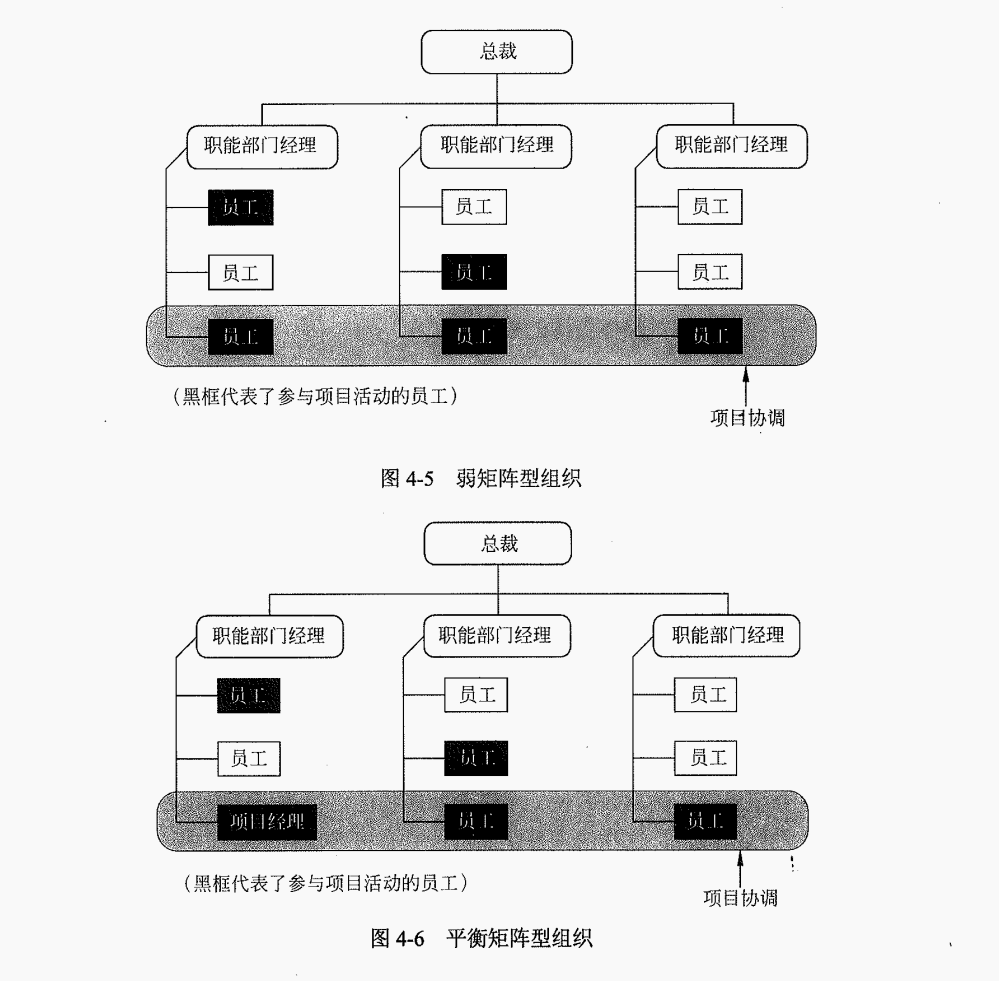 总裁
职能部门经理 职能部门经理 职能部门经理
员工 员工 员工
员工 员工 员工
员工 员工 员工
（黑框代表了参与项目活动的员工）
项目协调
图 4-5 弱矩阵型组织
总裁
职能部门经理 职能部门经理 职能部门经理
员工 员工 员工
员工 员工 员工
项目经理 员工 员工
（黑框代表了参与项目活动的员工）
项目协调
图 4-6 平衡矩阵型组织